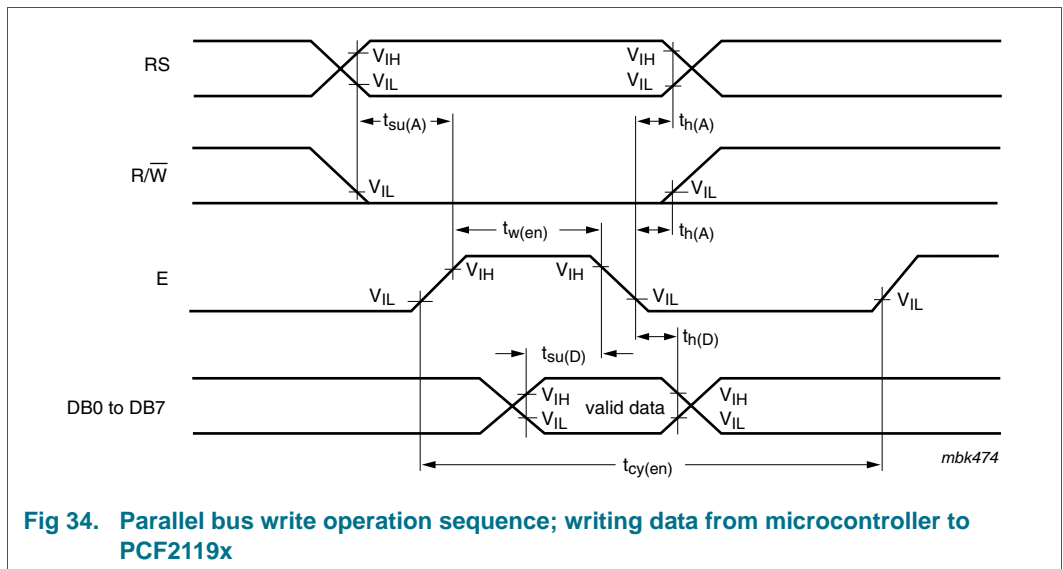 RS
VIH
VIL
VIH
VIL
tsu(A)
th(A)
R/W̅
VIL
VIL
tw(en)
th(A)
E
VIL
VIH
VIH
VIL
VIL
tsu(D)
th(D)
DB0 to DB7
VIH
VIL
valid data
VIH
VIL
tcy(en)
mbk474
Fig 34. Parallel bus write operation sequence; writing data from microcontroller to
PCF2119x